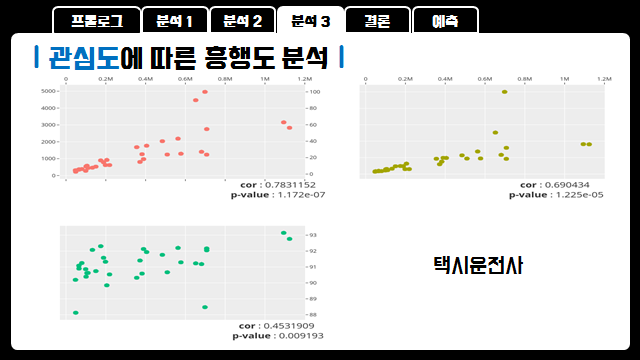 프롤로그 분석 1 분석 2 분석 3 결론 예측
| 관심도에 따른 흥행도 분석 |
0 0.2M 0.4M 0.6M 0.8M 1M 1.2M
5000 100
4000 80
3000 60
2000 40
1000 20
0 0
cor : 0.7831152
p-value : 1.172e-07
0 0.2M 0.4M 0.6M 0.8M 1M 1.2M
cor : 0.690434
p-value : 1.225e-05
93
92
91
90
89
88
cor : 0.4531909
p-value : 0.009193
택시운전사